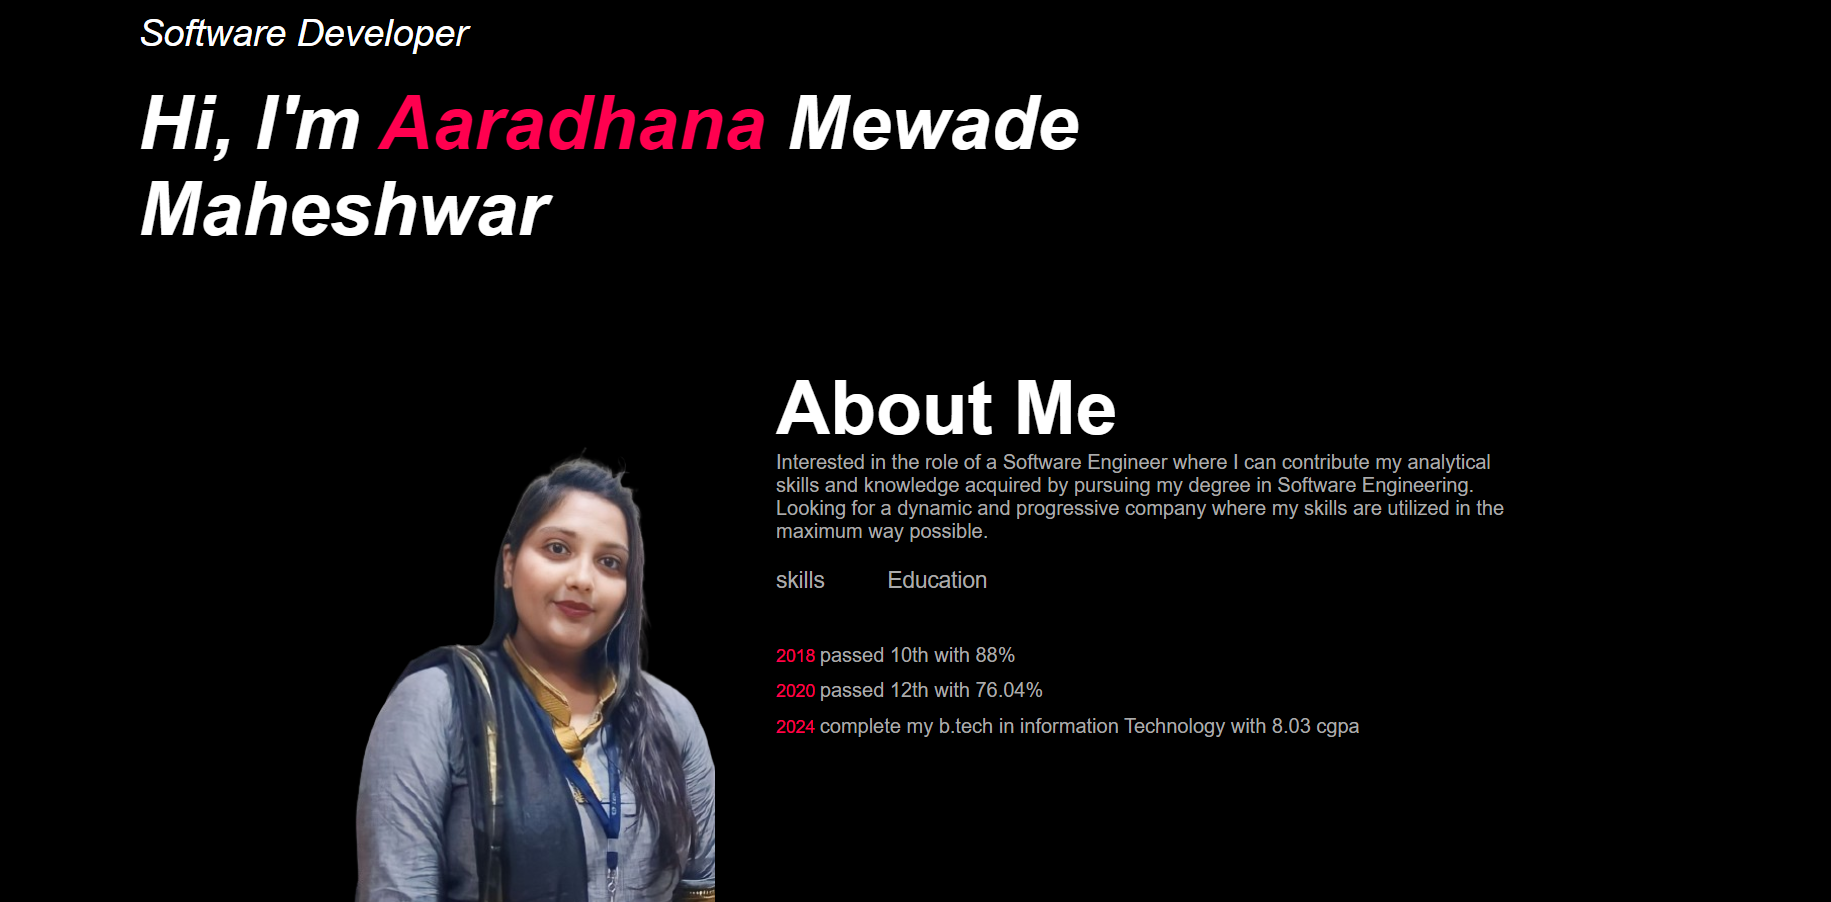 Software Developer
Hi, I'm Aaradhana Mewade
Maheshwar
About Me
Interested in the role of a Software Engineer where I can contribute my analytical
skills and knowledge acquired by pursuing my degree in Software Engineering.
Looking for a dynamic and progressive company where my skills are utilized in the
maximum way possible.
skills Education
2018 passed 10th with 88%
2020 passed 12th with 76.04%
2024 complete my b.tech in information Technology with 8.03 cgpa